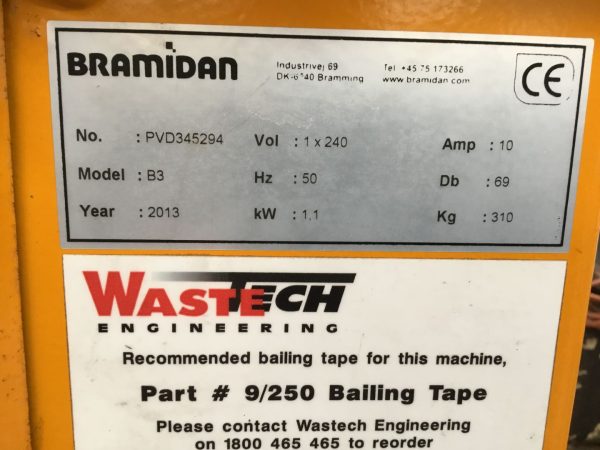 BRAMIDAN
Industrivej 69
DK-6740 Bramming
Tel +45 75 173266
www.bramidan.com
CE
No. : PVD345294 Vol : 1 x 240 Amp : 10
Model : B3 Hz : 50 Db : 69
Year : 2013 kW : 1,1 Kg : 310
WASTETECH
ENGINEERING
Recommended bailing tape for this machine,
Part # 9/250 Bailing Tape
Please contact Wastech Engineering
on 1800 465 465 to reorder